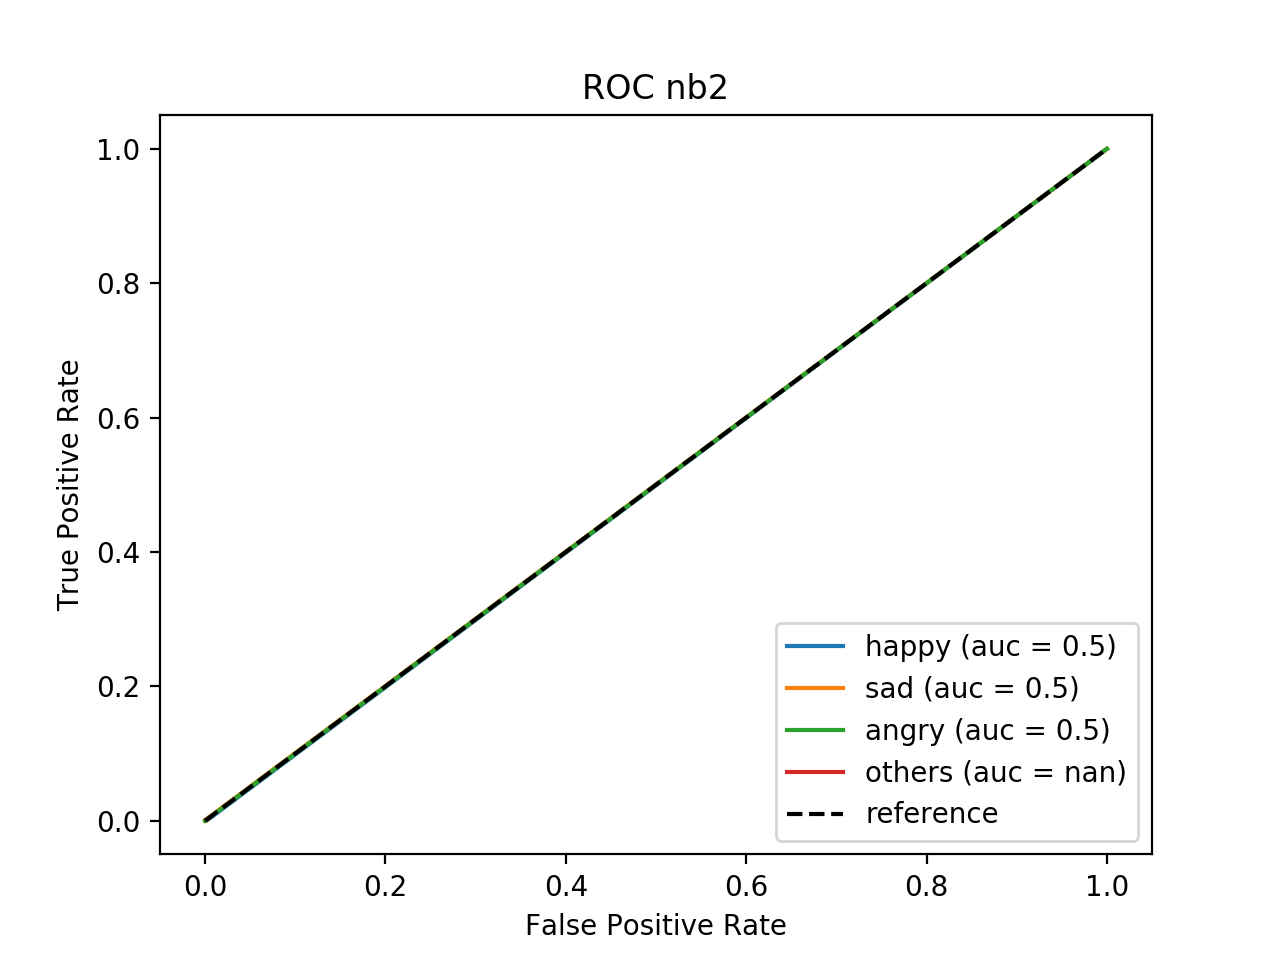 ROC nb2
1.0
0.8
0.6
0.4
0.2
0.0
True Positive Rate
happy (auc = 0.5)
sad (auc = 0.5)
angry (auc = 0.5)
others (auc = nan)
reference
0.0 0.2 0.4 0.6 0.8 1.0
False Positive Rate